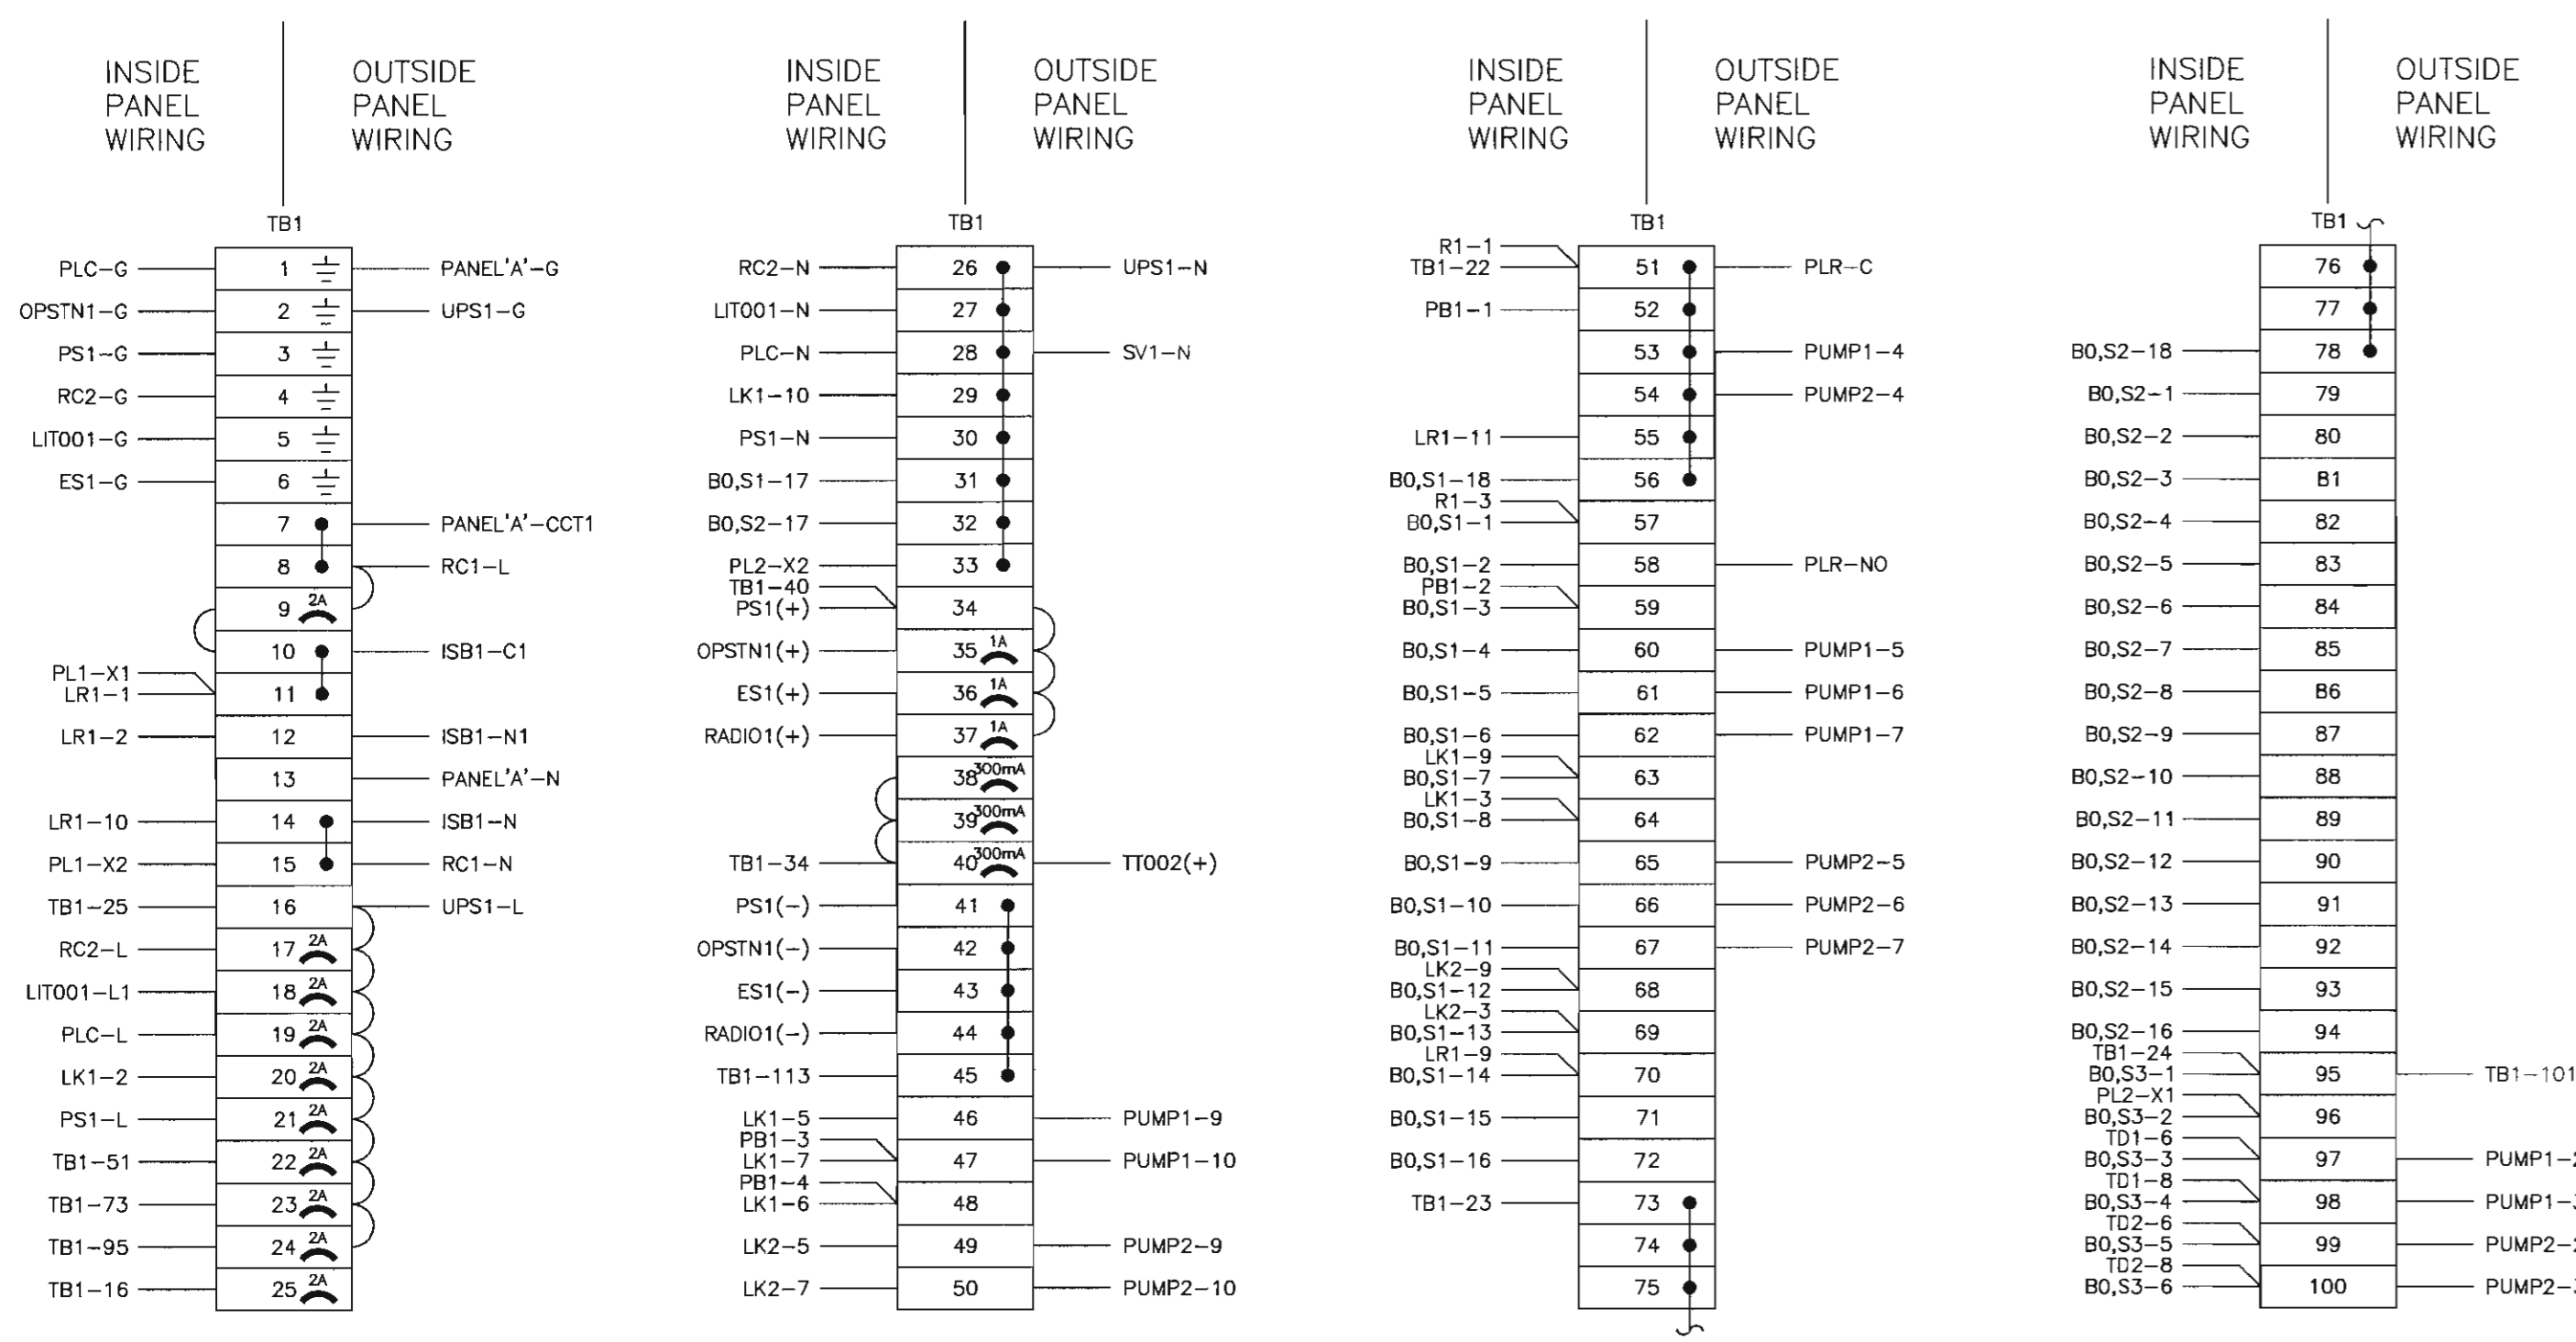 INSIDE PANEL WIRING
OUTSIDE PANEL WIRING
TB1
PLC-G 1 PANEL'A'-G
OPSTN1-G 2 UPS1-G
PS1-G 3
RC2-G 4
LIT001-G 5
ES1-G 6
7 PANEL'A'-CCT1
8 RC1-L
9 2A
10 ISB1-C1
PL1-X1
LR1-1 11
LR1-2 12 ISB1-N1
13 PANEL'A'-N
LR1-10 14 ISB1-N
PL1-X2 15 RC1-N
TB1-25 16 UPS1-L
RC2-L 17 2A
LIT001-L1 18 2A
PLC-L 19 2A
LK1-2 20 2A
PS1-L 21 2A
TB1-51 22 2A
TB1-73 23 2A
TB1-95 24 2A
TB1-16 25 2A
INSIDE PANEL WIRING
OUTSIDE PANEL WIRING
TB1
RC2-N 26 UPS1-N
LIT001-N 27
PLC-N 28 SV1-N
LK1-10 29
PS1-N 30
B0,S1-17 31
B0,S2-17 32
PL2-X2 33
TB1-40
PS1(+) 34
OPSTN1(+) 35 1A
ES1(+) 36 1A
RADIO1(+) 37 1A
38 300mA
39 300mA
TB1-34 40 300mA TT002(+)
PS1(-) 41
OPSTN1(-) 42
ES1(-) 43
RADIO1(-) 44
TB1-113 45
LK1-5 46 PUMP1-9
PB1-3
LK1-7 47 PUMP1-10
PB1-4
LK1-6 48
LK2-5 49 PUMP2-9
LK2-7 50 PUMP2-10
INSIDE PANEL WIRING
OUTSIDE PANEL WIRING
TB1
R1-1
TB1-22 51 PLR-C
PB1-1 52
53 PUMP1-4
54 PUMP2-4
LR1-11 55
B0,S1-18 56
R1-3
B0,S1-1 57
B0,S1-2 58 PLR-NO
PB1-2
B0,S1-3 59
B0,S1-4 60 PUMP1-5
B0,S1-5 61 PUMP1-6
B0,S1-6 62 PUMP1-7
LK1-9
B0,S1-7 63
LK1-3
B0,S1-8 64
B0,S1-9 65 PUMP2-5
B0,S1-10 66 PUMP2-6
B0,S1-11 67 PUMP2-7
LK2-9
B0,S1-12 68
LK2-3
B0,S1-13 69
LR1-9
B0,S1-14 70
B0,S1-15 71
B0,S1-16 72
TB1-23 73
74
75
INSIDE PANEL WIRING
OUTSIDE PANEL WIRING
TB1
76
77
B0,S2-18 78
B0,S2-1 79
B0,S2-2 80
B0,S2-3 81
B0,S2-4 82
B0,S2-5 83
B0,S2-6 84
B0,S2-7 85
B0,S2-8 86
B0,S2-9 87
B0,S2-10 88
B0,S2-11 89
B0,S2-12 90
B0,S2-13 91
B0,S2-14 92
B0,S2-15 93
B0,S2-16 94
TB1-24
B0,S3-1 95 TB1-101
PL2-X1
B0,S3-2 96
TD1-6
B0,S3-3 97 PUMP1-
TD1-8
B0,S3-4 98 PUMP1-
TD2-6
B0,S3-5 99 PUMP2-
TD2-8
B0,S3-6 100 PUMP2-